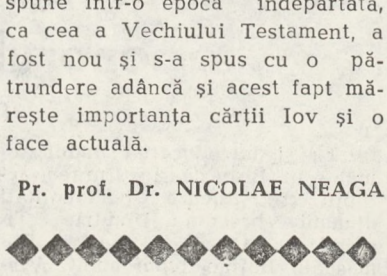 spune într-o epocă îndepărtată,
ca cea a Vechiului Testament, a
fost nou și s-a spus cu o pă-
trundere adâncă și acest fapt mă-
rește importanța cărții Iov și o
face actuală.
Pr. prof. Dr. NICOLAE NEAGA